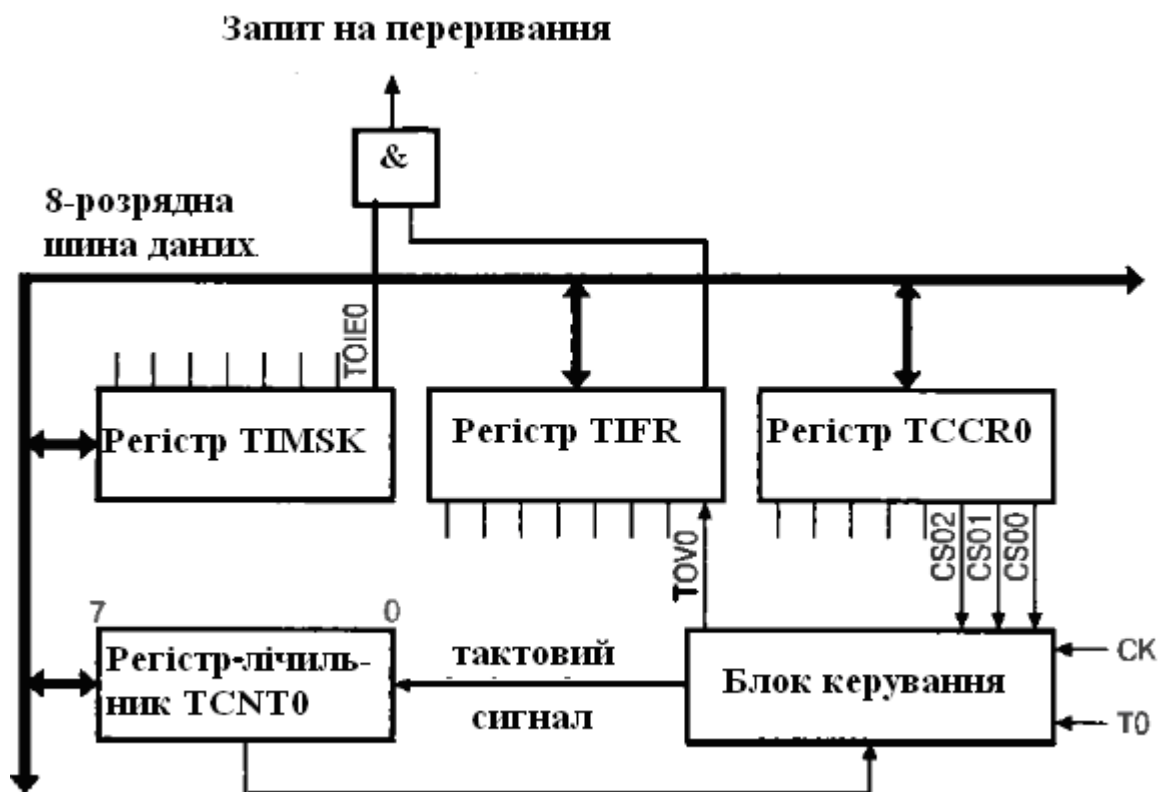 Запит на переривання
&
8-розрядна
шина даних.
TOIE0
Регістр TIMSK
Регістр TIFR
Регістр TCCR0
TOV0
CS02
CS01
CS00
7
0
Регістр-лічиль-
ник TCNT0
тактовий
сигнал
Блок керування
CK
T0